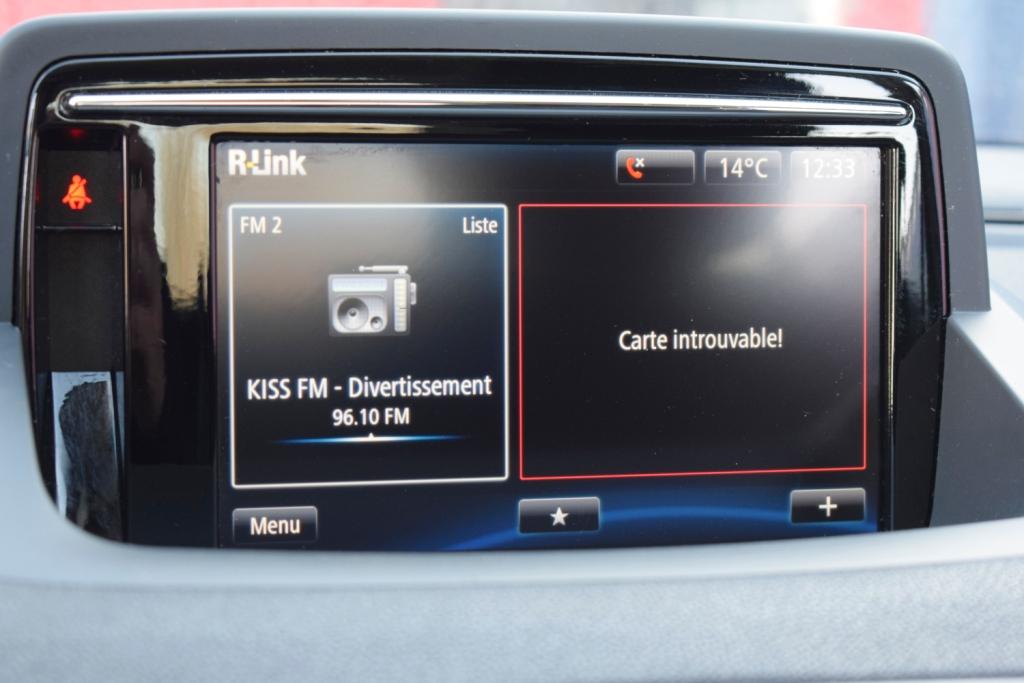 R-Link
14°C
12:33
FM 2
Liste
KISS FM - Divertissement
96.10 FM
Carte introuvable!
Menu